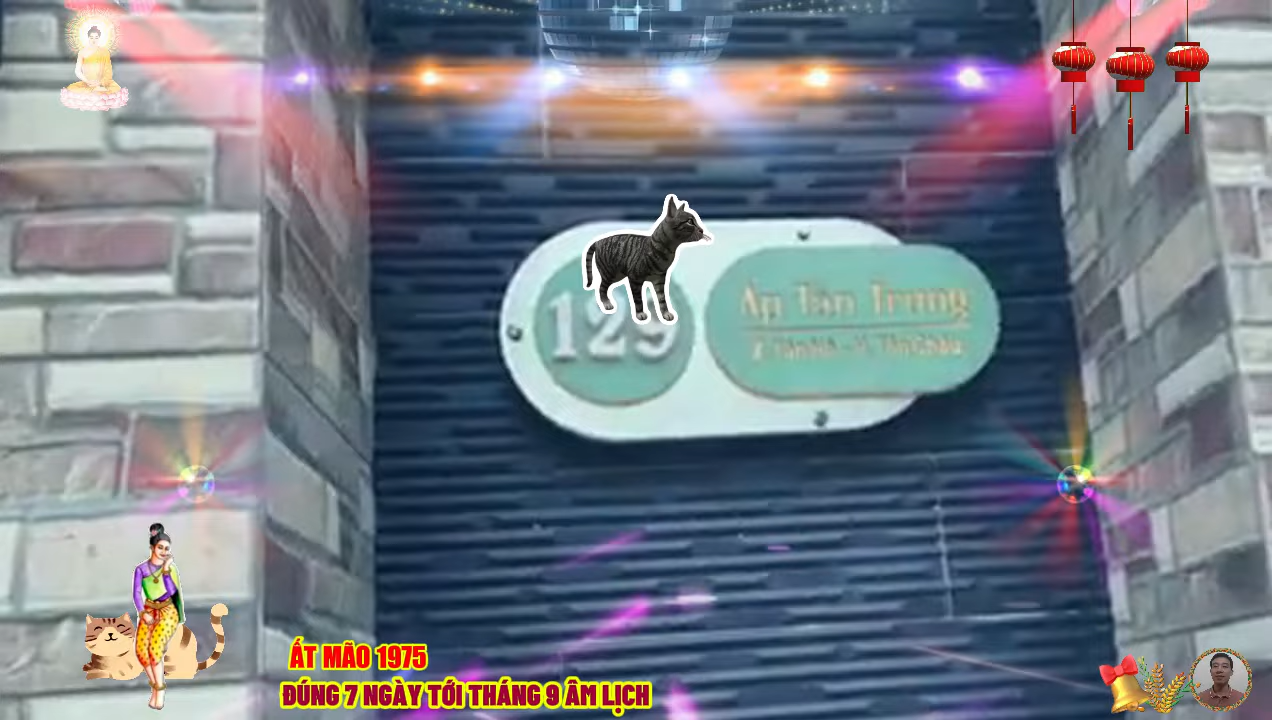 129
Ấp Tân Trung
ẤT MÃO 1975
ĐÚNG 7 NGÀY TỚI THÁNG 9 ÂM LỊCH